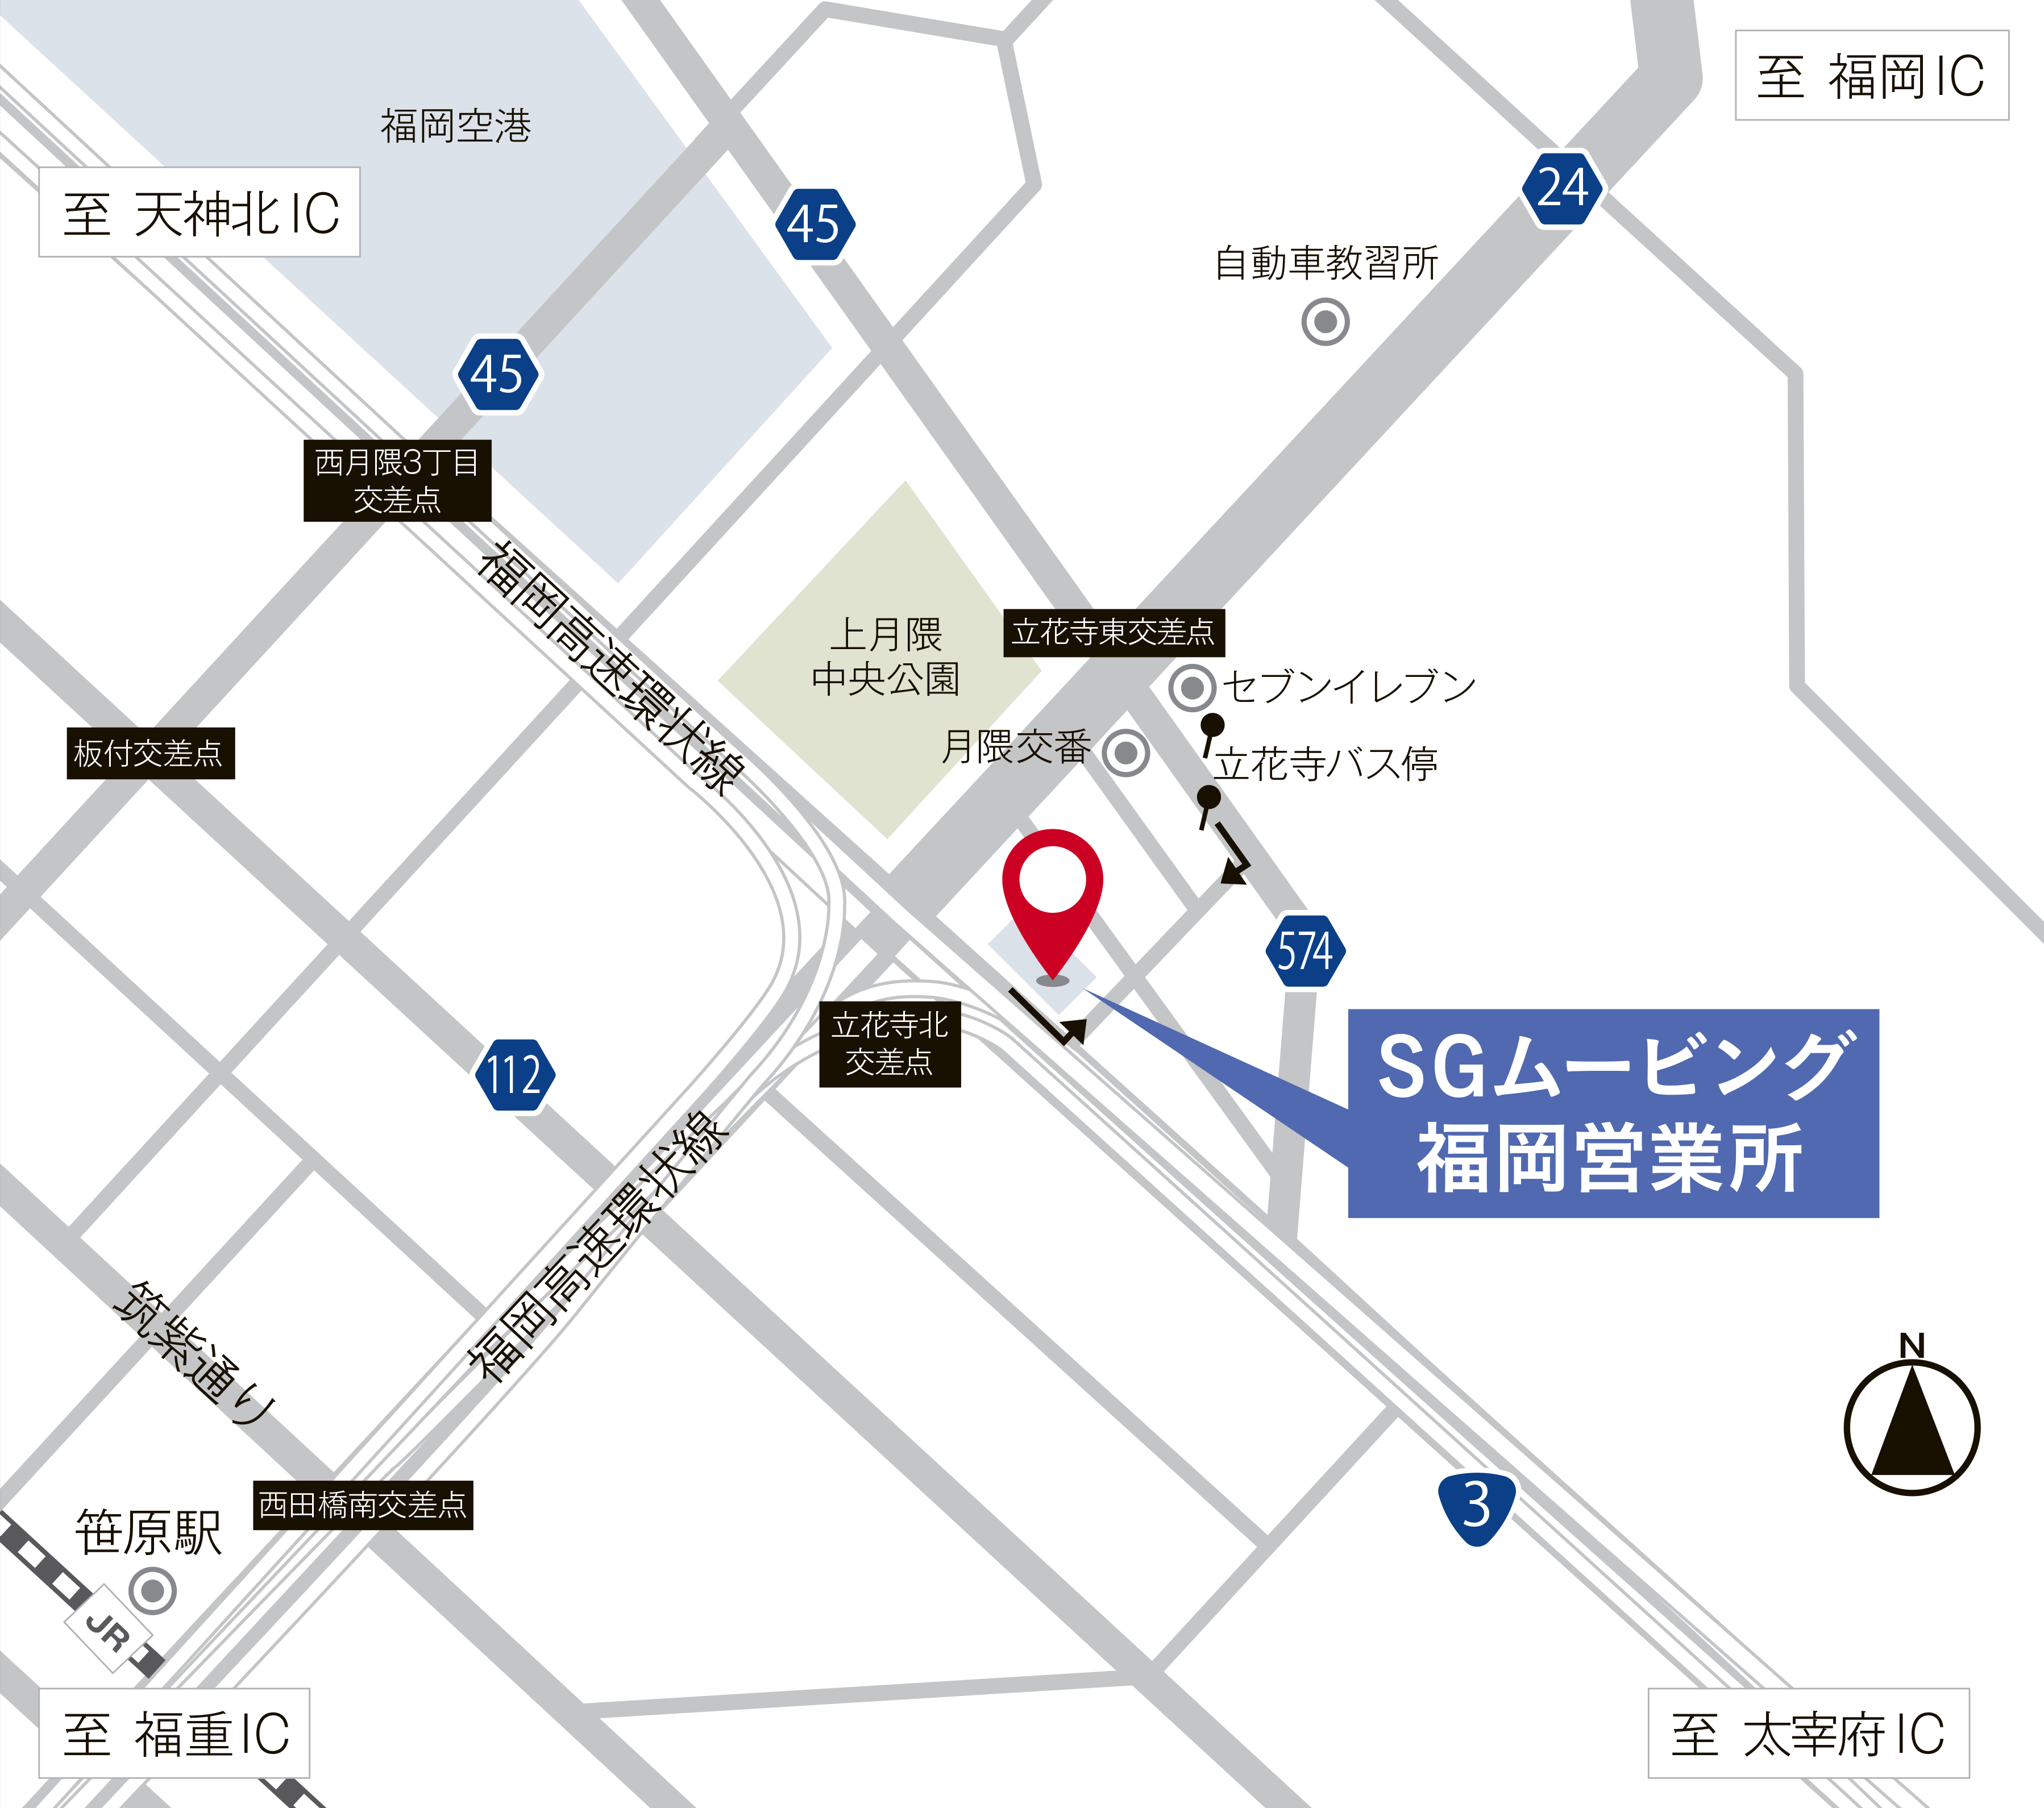 至 福岡IC
福岡空港
至 天神北IC
45
24
自動車教習所
45
西月隈3丁目
交差点
福岡高速環状線
上月隈
中央公園
立花寺東交差点
セブンイレブン
月隈交番
立花寺バス停
板付交差点
574
立花寺北
交差点
112
SGムービング
福岡営業所
福岡高速環状線
筑紫通り
N
3
西田橋南交差点
笹原駅
JR
至 福重IC
至 太宰府IC